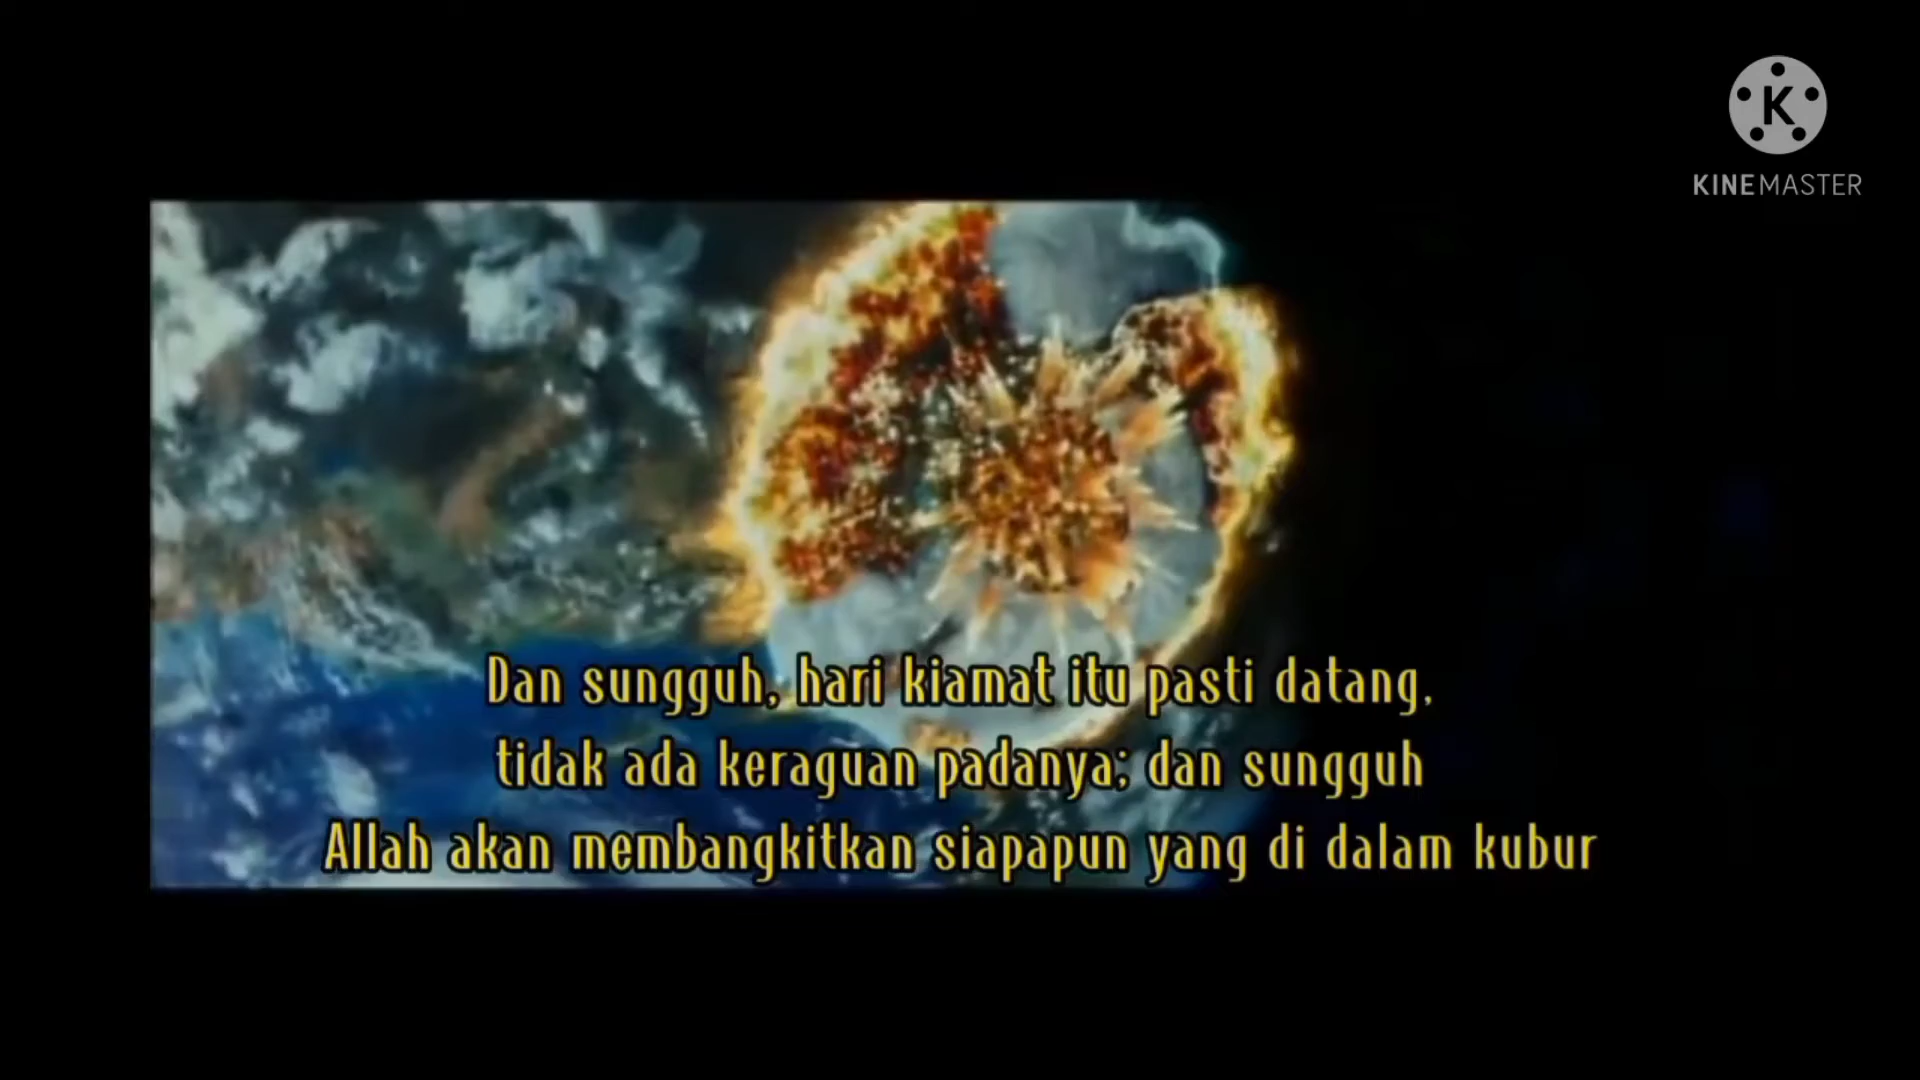 K
KINEMASTER
Dan sungguh, hari kiamat itu pasti datang,
tidak ada keraguan padanya; dan sungguh
Allah akan membangkitkan siapapun yang di dalam kubur